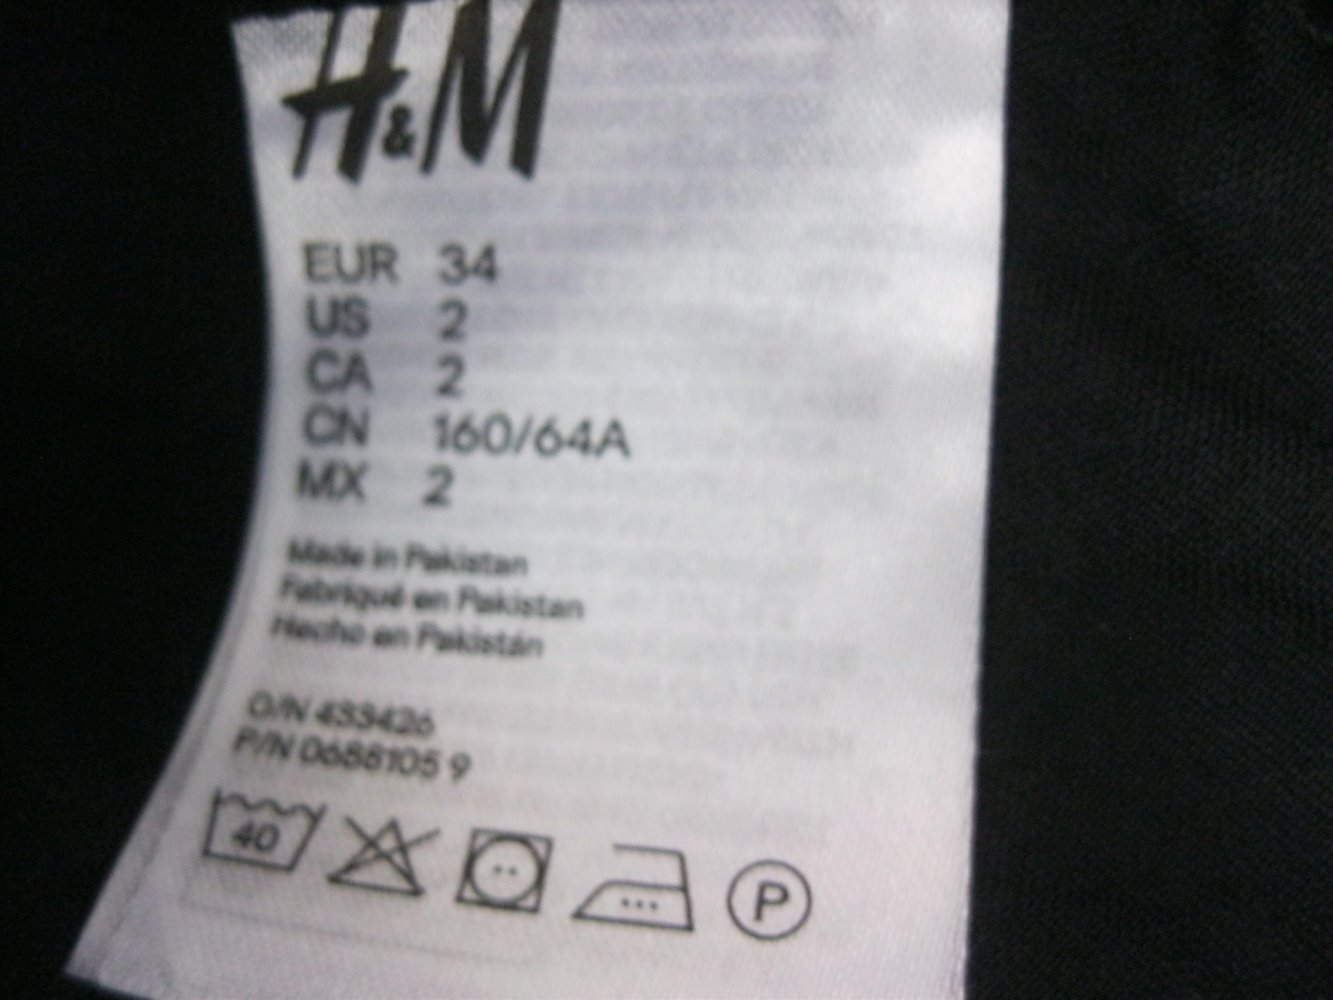 H&M
EUR 34
US 2
CA 2
CN 160/64A
MX 2
Made in Pakistan
Fabriqué en Pakistan
Hecho en Pakistán
O/N 433426
P/N 0688105 9
40
P